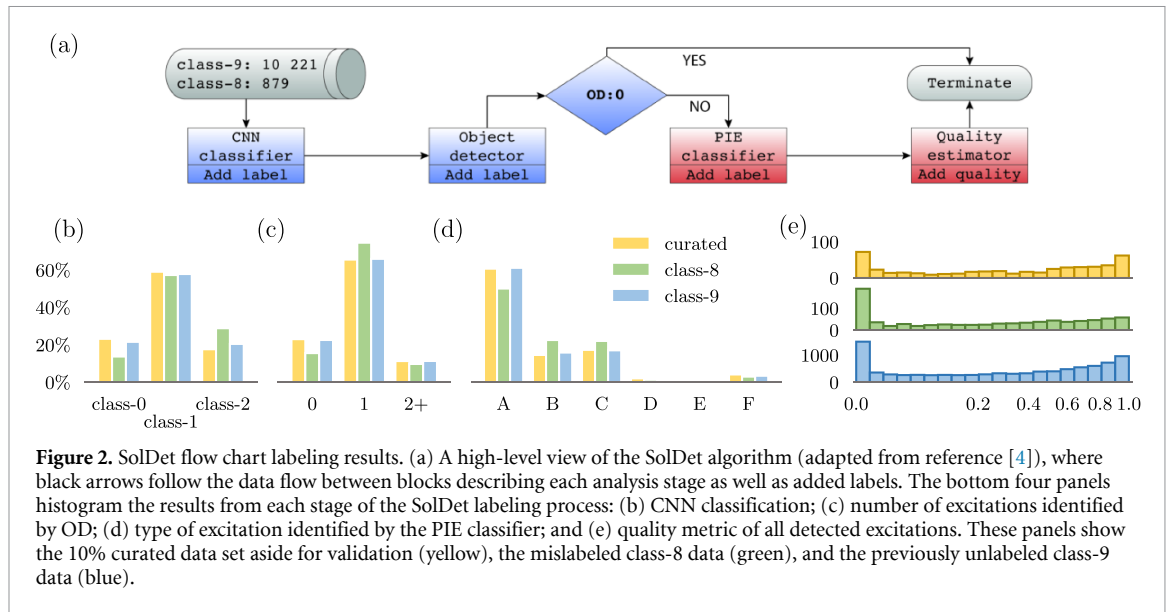 (a)
class-9: 10 221
class-8: 879
CNN
classifier
Add label
Object
detector
Add label
OD:0
YES
NO
PIE
classifier
Add label
Terminate
Quality
estimator
Add quality
(b)
60%
40%
20%
0%
class-0
class-1
class-2
(c)
0
1
2+
(d)
curated
class-8
class-9
A
B
C
D
E
F
(e)
100
0
100
0
1000
0
0.0
0.2
0.4
0.6
0.8
1.0
Figure 2. SolDet flow chart labeling results. (a) A high-level view of the SolDet algorithm (adapted from reference [4]), where
black arrows follow the data flow between blocks describing each analysis stage as well as added labels. The bottom four panels
histogram the results from each stage of the SolDet labeling process: (b) CNN classification; (c) number of excitations identified
by OD; (d) type of excitation identified by the PIE classifier; and (e) quality metric of all detected excitations. These panels show
the 10% curated data set aside for validation (yellow), the mislabeled class-8 data (green), and the previously unlabeled class-9
data (blue).